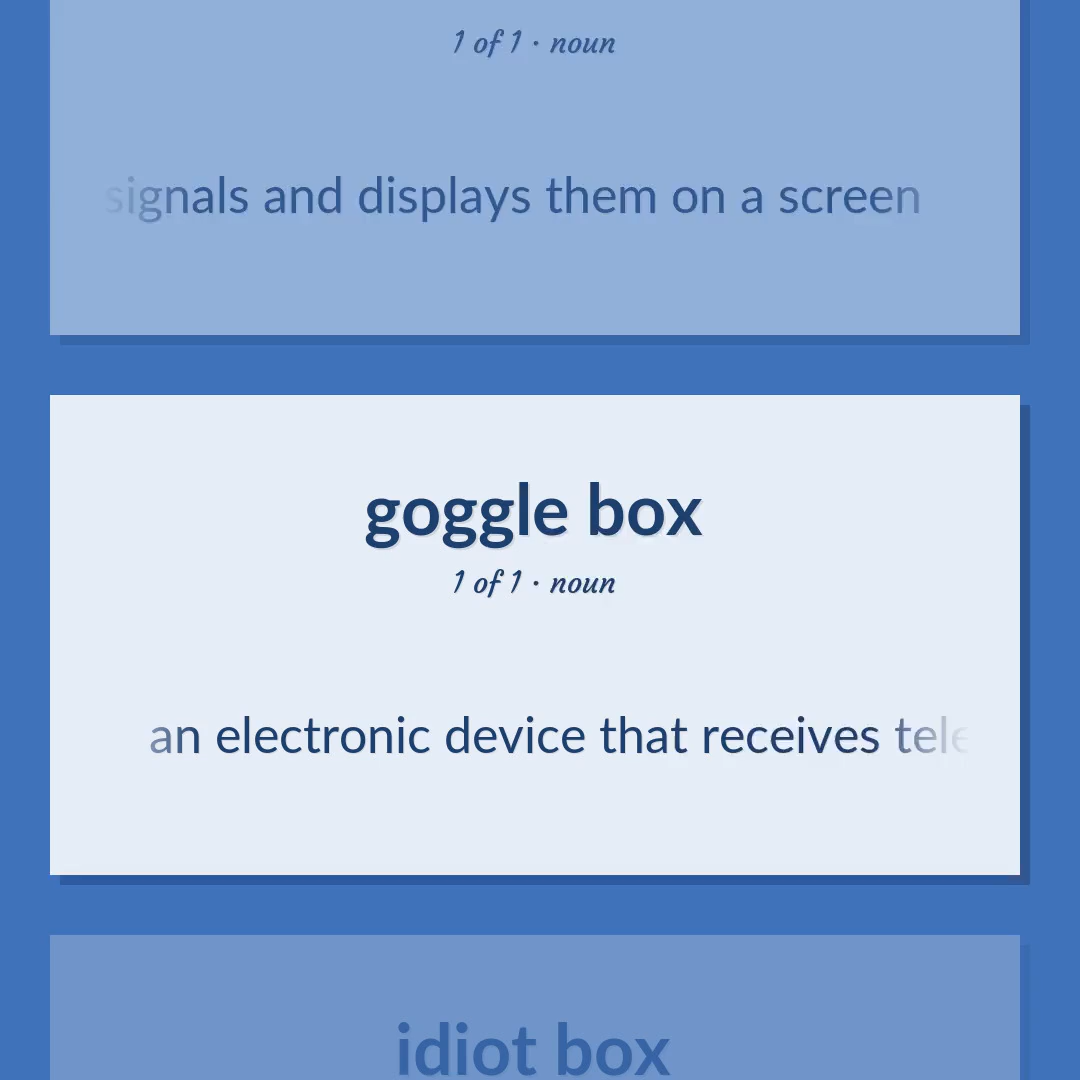 1 of 1 · noun
signals and displays them on a screen
goggle box
1 of 1 · noun
an electronic device that receives tele
idiot box